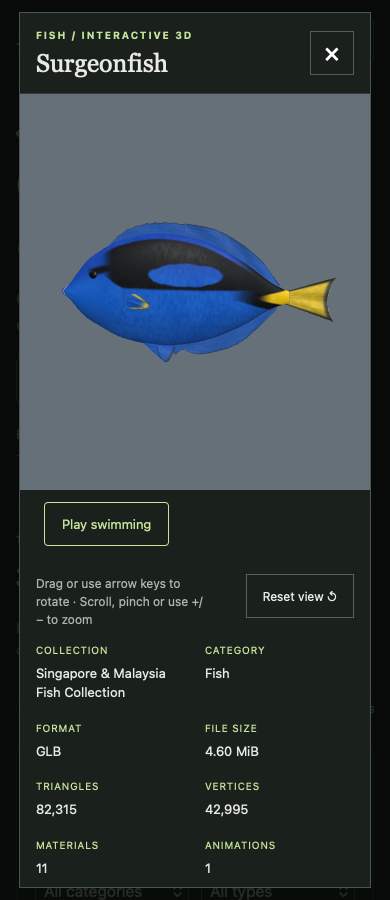 FISH / INTERACTIVE 3D
Surgeonfish
×
Play swimming
Drag or use arrow keys to
rotate · Scroll, pinch or use +/
− to zoom
Reset view ↺
COLLECTION
Singapore & Malaysia
Fish Collection
CATEGORY
Fish
FORMAT
GLB
FILE SIZE
4.60 MiB
TRIANGLES
82,315
VERTICES
42,995
MATERIALS
11
ANIMATIONS
1
All categories
All types